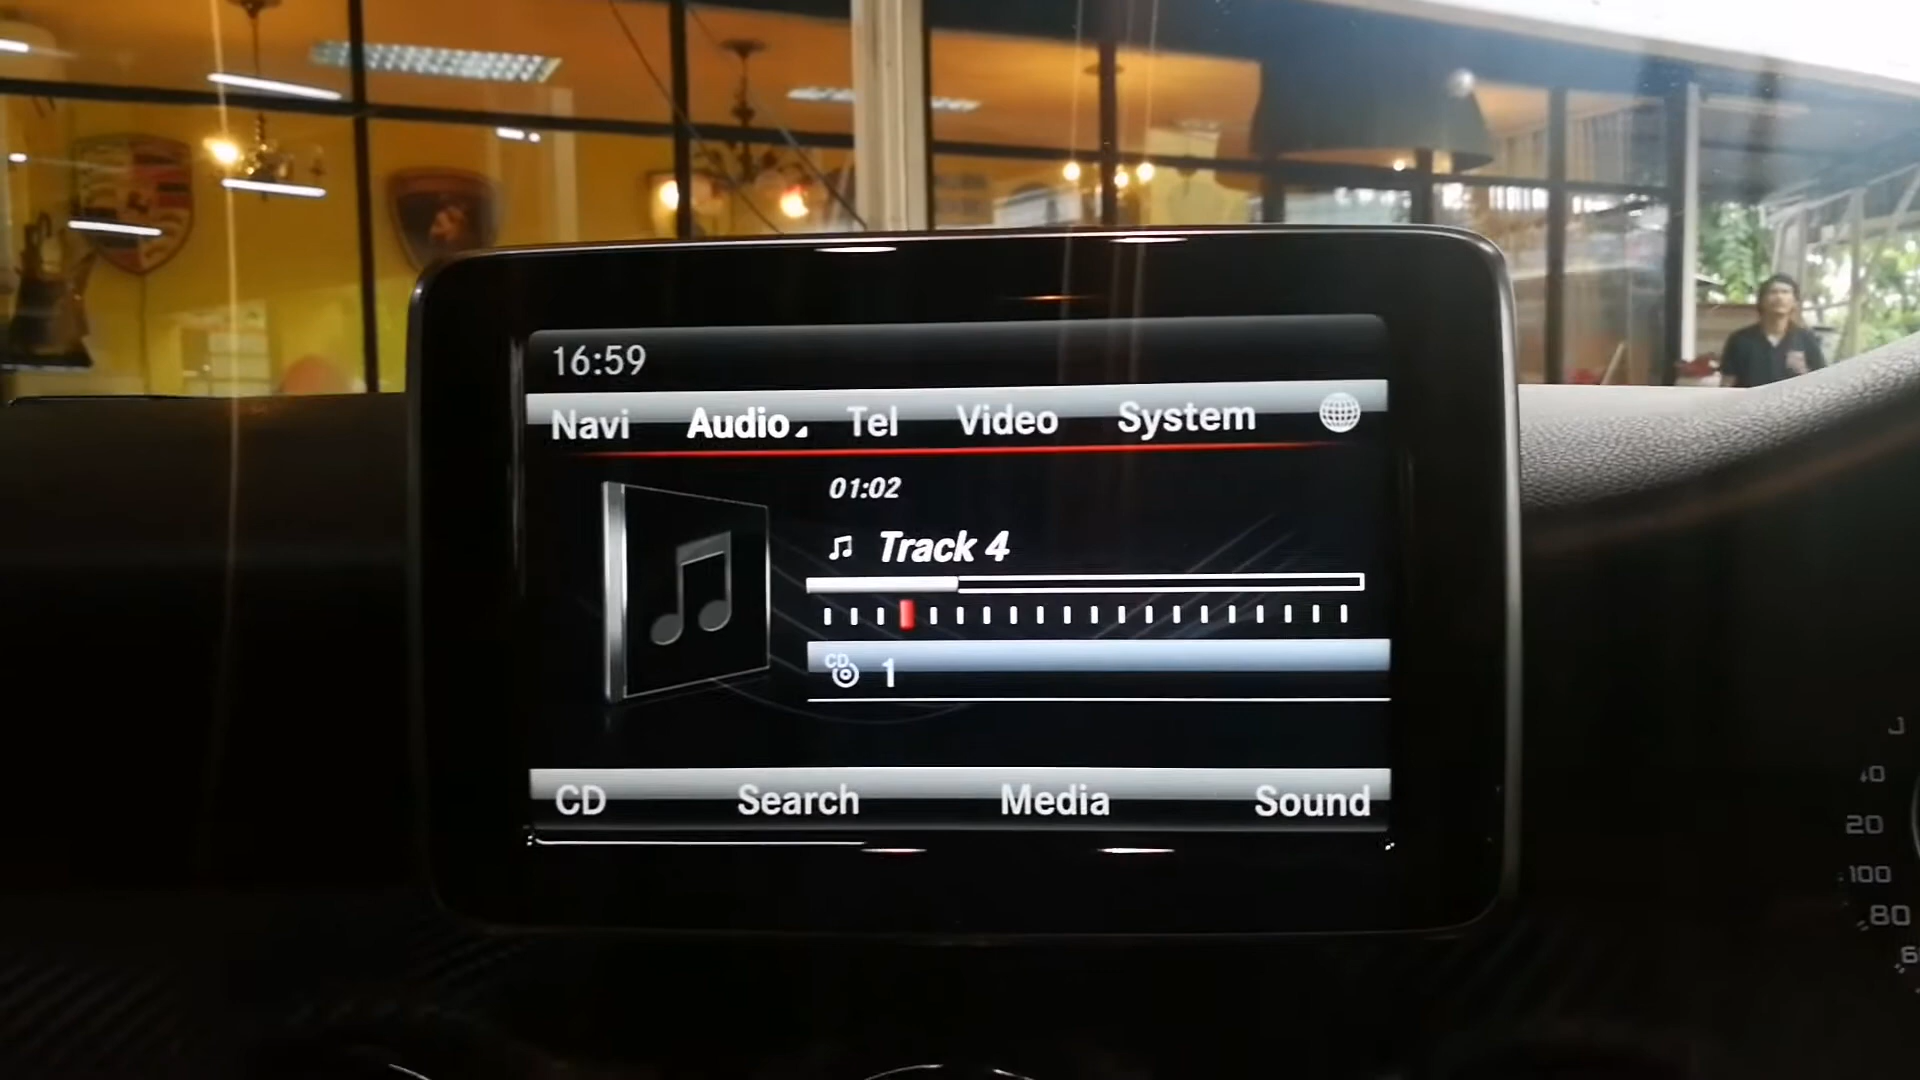 16:59
Navi Audio Tel Video System
01:02
Track 4
CD 1
CD Search Media Sound
20
100
80